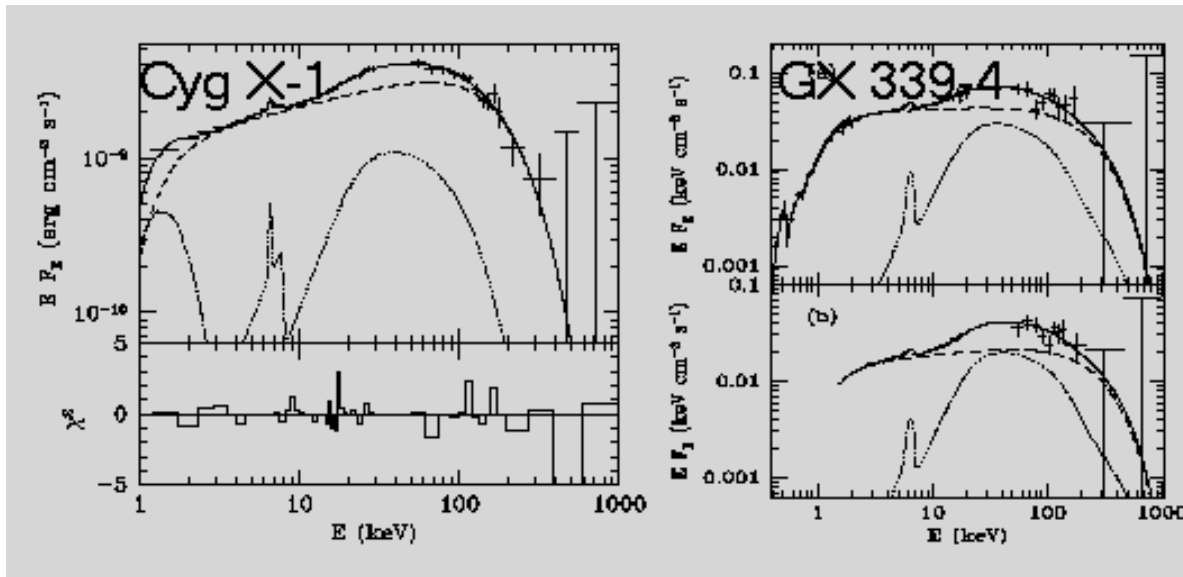 Cyg X-1
E F_E (erg cm⁻² s⁻¹)
10⁻⁹
10⁻¹⁰
5
χ²
0
-5
1
10
100
1000
E (keV)
GX 339-4
(a)
E F_E (keV cm⁻² s⁻¹)
0.1
0.01
0.001
0.1
(b)
E F_E (keV cm⁻² s⁻¹)
0.01
0.001
1
10
100
1000
E (keV)